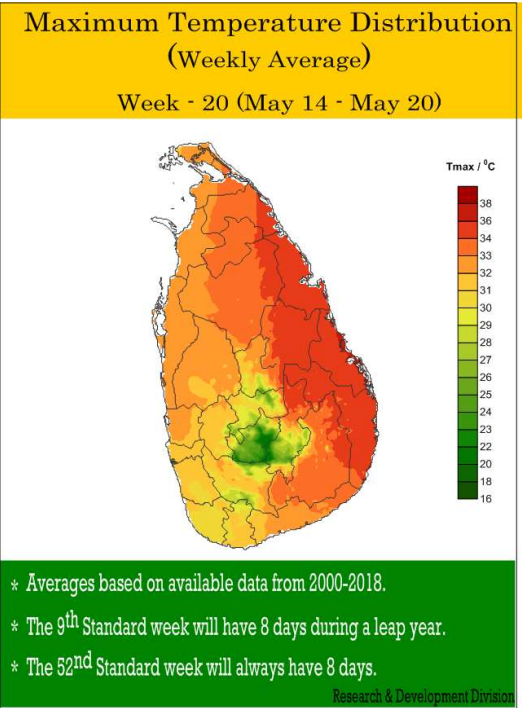 Maximum Temperature Distribution
(Weekly Average)
Week - 20 (May 14 - May 20)
Tmax / ⁰C
38
36
34
33
32
31
30
29
28
27
26
25
24
23
22
20
18
16
* Averages based on available data from 2000-2018.
* The 9th Standard week will have 8 days during a leap year.
* The 52nd Standard week will always have 8 days.
Research & Development Division